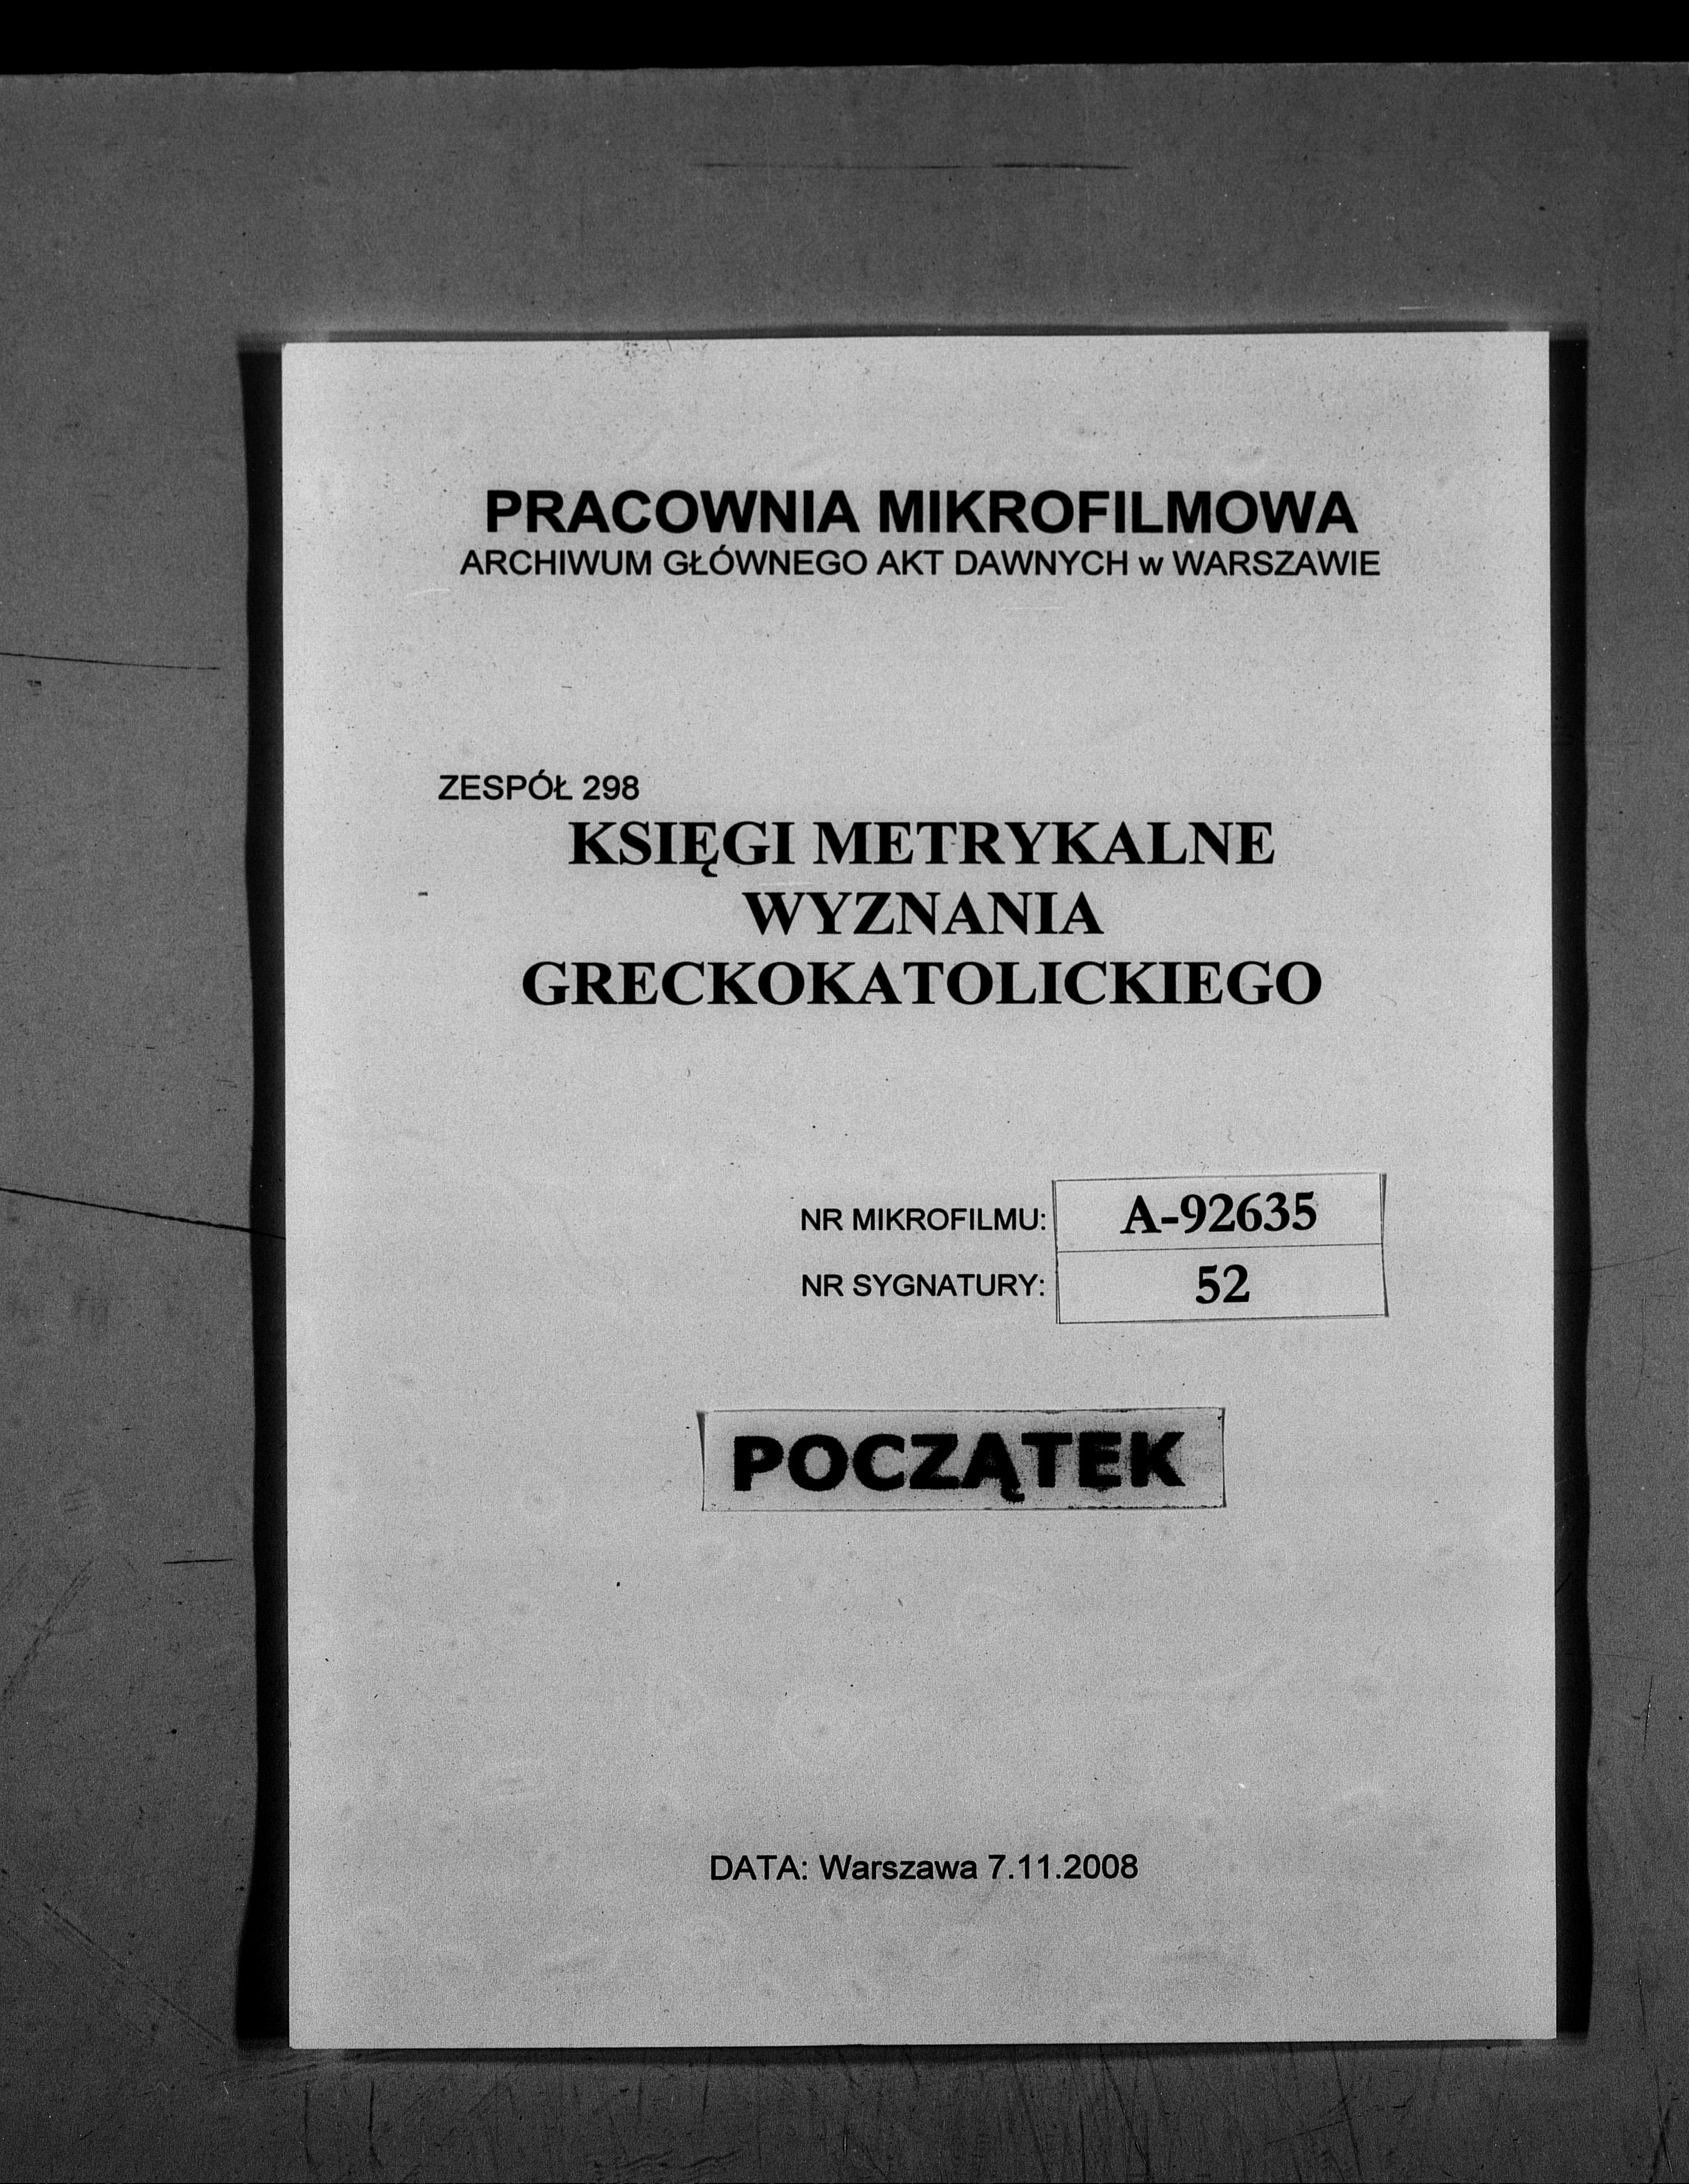 PRACOWNIA MIKROFILMOWA
ARCHIWUM GŁÓWNEGO AKT DAWNYCH w WARSZAWIE
ZESPÓŁ 298
KSIĘGI METRYKALNE
WYZNANIA
GRECKOKATOLICKIEGO
NR MIKROFILMU: A-92635
NR SYGNATURY: 52
POCZĄTEK
DATA: Warszawa 7.11.2008